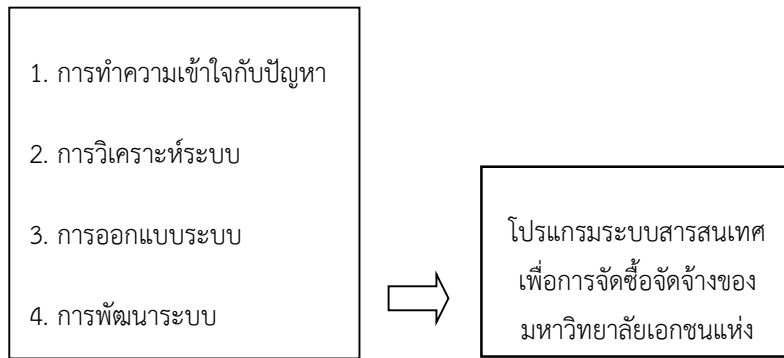 1. การทำความเข้าใจกับปัญหา
2. การวิเคราะห์ระบบ
3. การออกแบบระบบ
4. การพัฒนาระบบ
โปรแกรมระบบสารสนเทศ
เพื่อการจัดซื้อจัดจ้างของ
มหาวิทยาลัยเอกชนแห่ง